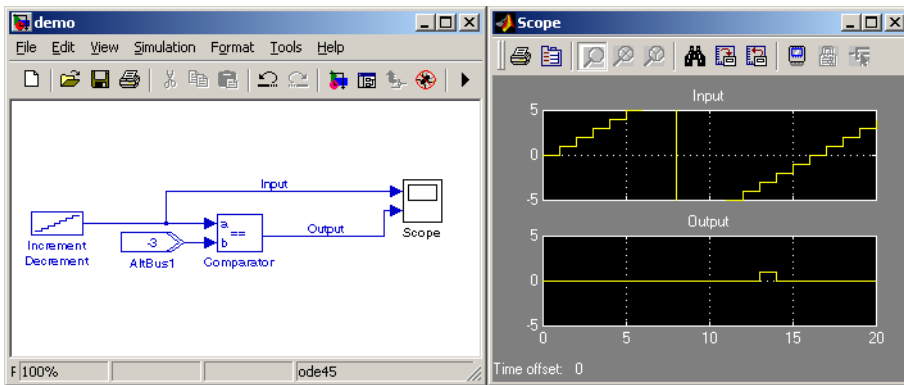 demo
File Edit View Simulation Format Tools Help
Input
a
==
b
-3
Output
Scope
Increment
Decrement
AltBus1
Comparator
F 100%
ode45
Scope
Input
5
0
-5
Output
5
0
-5
0 5 10 15 20
Time offset: 0